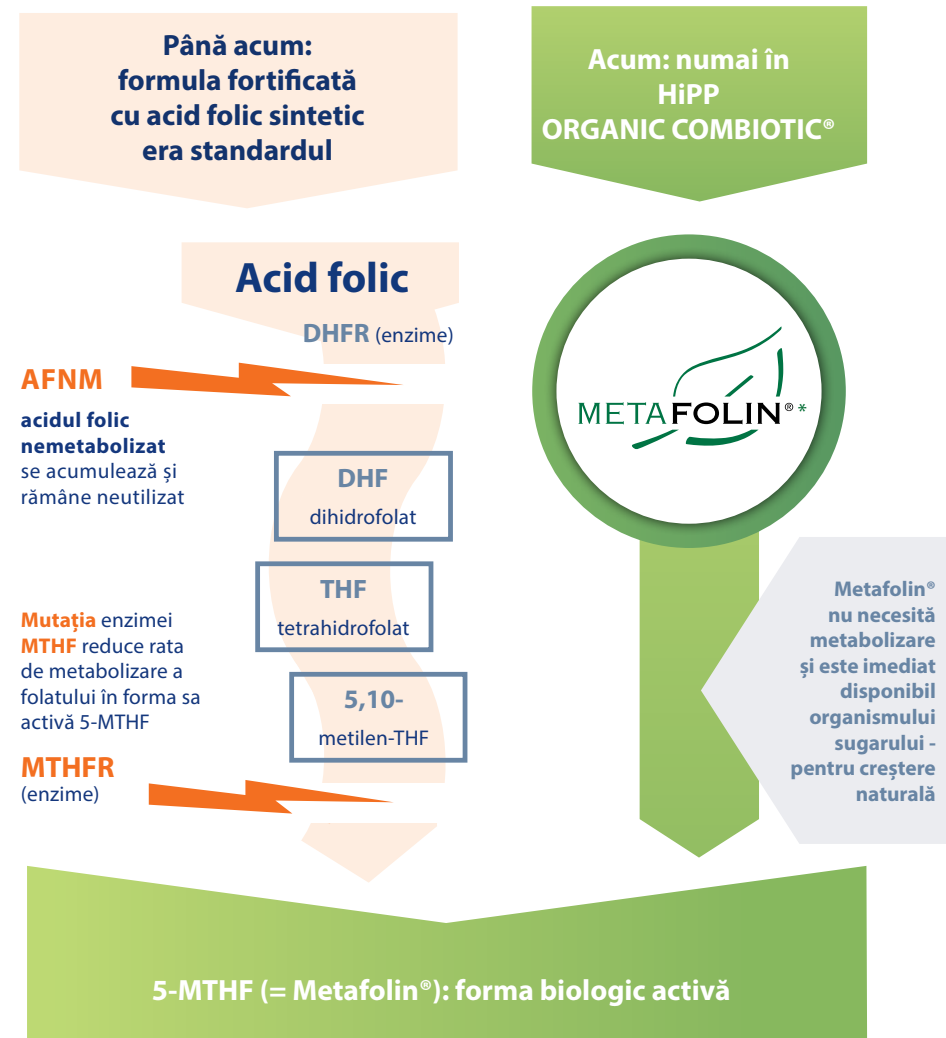 Până acum:
formula fortificată
cu acid folic sintetic
era standardul
Acum: numai în
HiPP
ORGANIC COMBIOTIC®
Acid folic
DHFR (enzime)
AFNM
acidul folic
nemetabolizat
se acumulează și
rămâne neutilizat
DHF
dihidrofolat
THF
tetrahidrofolat
Mutația enzimei
MTHF reduce rata
de metabolizare a
folatului în forma sa
activă 5-MTHF
5,10-
metilen-THF
MTHFR
(enzime)
METAFOLIN®*
Metafolin®
nu necesită
metabolizare
și este imediat
disponibil
organismului
sugarului -
pentru creștere
naturală
5-MTHF (= Metafolin®): forma biologic activă